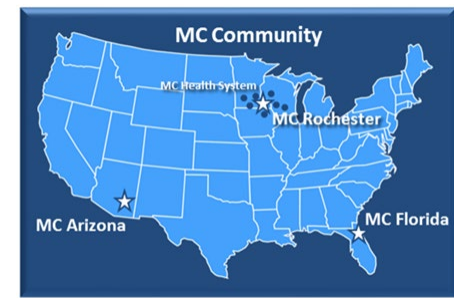 MC Community
MC Health System
MC Rochester
MC Arizona
MC Florida